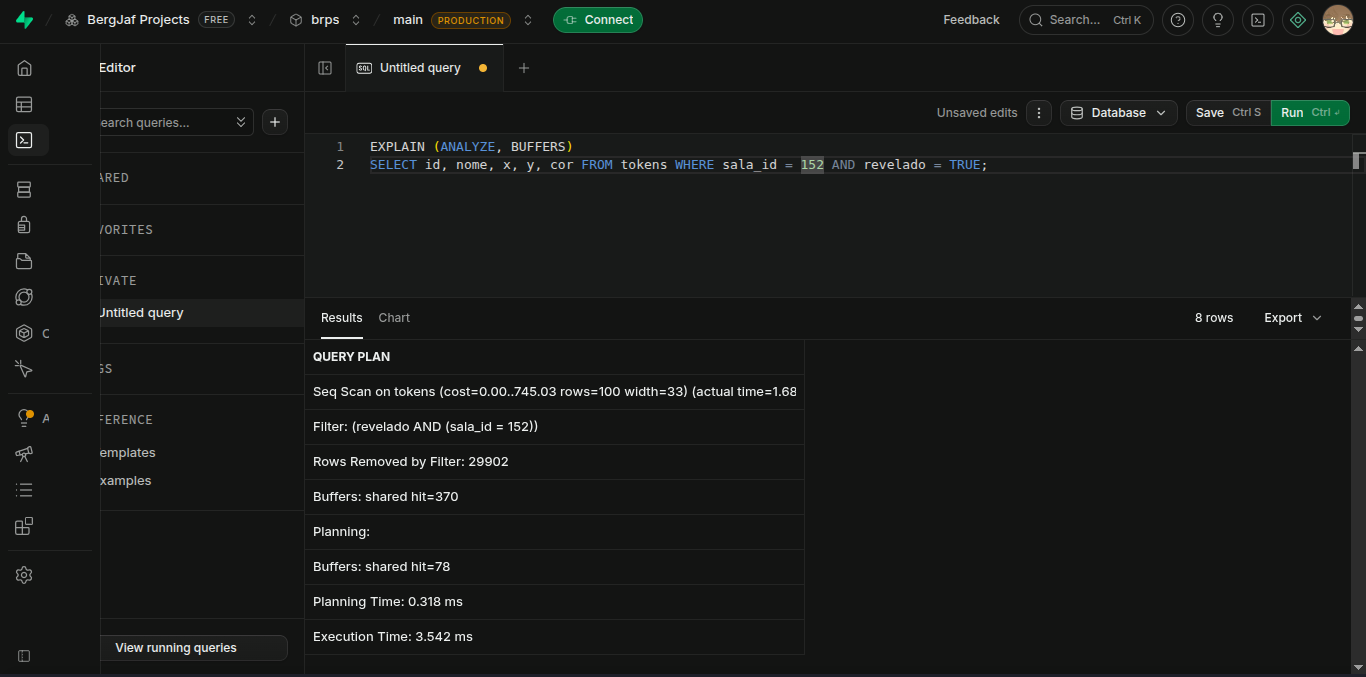 BergJaf Projects FREE brps main PRODUCTION Connect Feedback Search... Ctrl K
Editor
SQL Untitled query
earch queries...
Unsaved edits Database Save Ctrl S Run Ctrl
1 EXPLAIN (ANALYZE, BUFFERS)
2 SELECT id, nome, x, y, cor FROM tokens WHERE sala_id = 152 AND revelado = TRUE;
ARED
VORITES
IVATE
Untitled query
GS
FERENCE
emplates
xamples
View running queries
C
A
Results Chart 8 rows Export
QUERY PLAN
Seq Scan on tokens (cost=0.00..745.03 rows=100 width=33) (actual time=1.68
Filter: (revelado AND (sala_id = 152))
Rows Removed by Filter: 29902
Buffers: shared hit=370
Planning:
Buffers: shared hit=78
Planning Time: 0.318 ms
Execution Time: 3.542 ms